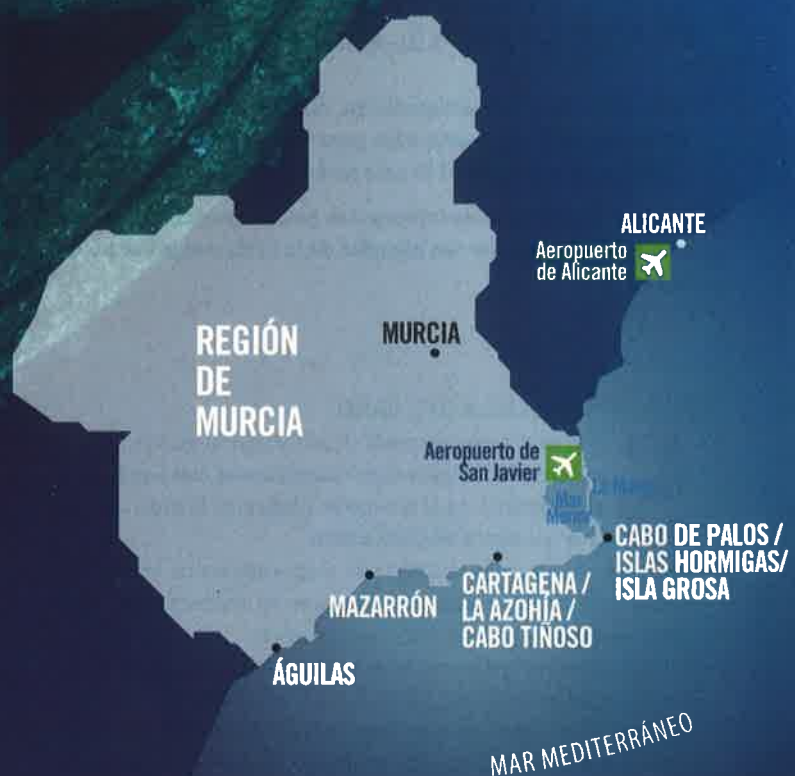 ALICANTE
Aeropuerto
de Alicante
REGIÓN
DE
MURCIA
MURCIA
Aeropuerto de
San Javier
La Manga
Mar
Menor
CABO DE PALOS /
ISLAS HORMIGAS/
ISLA GROSA
CARTAGENA /
LA AZOHÍA /
CABO TIÑOSO
MAZARRÓN
ÁGUILAS
MAR MEDITERRÁNEO